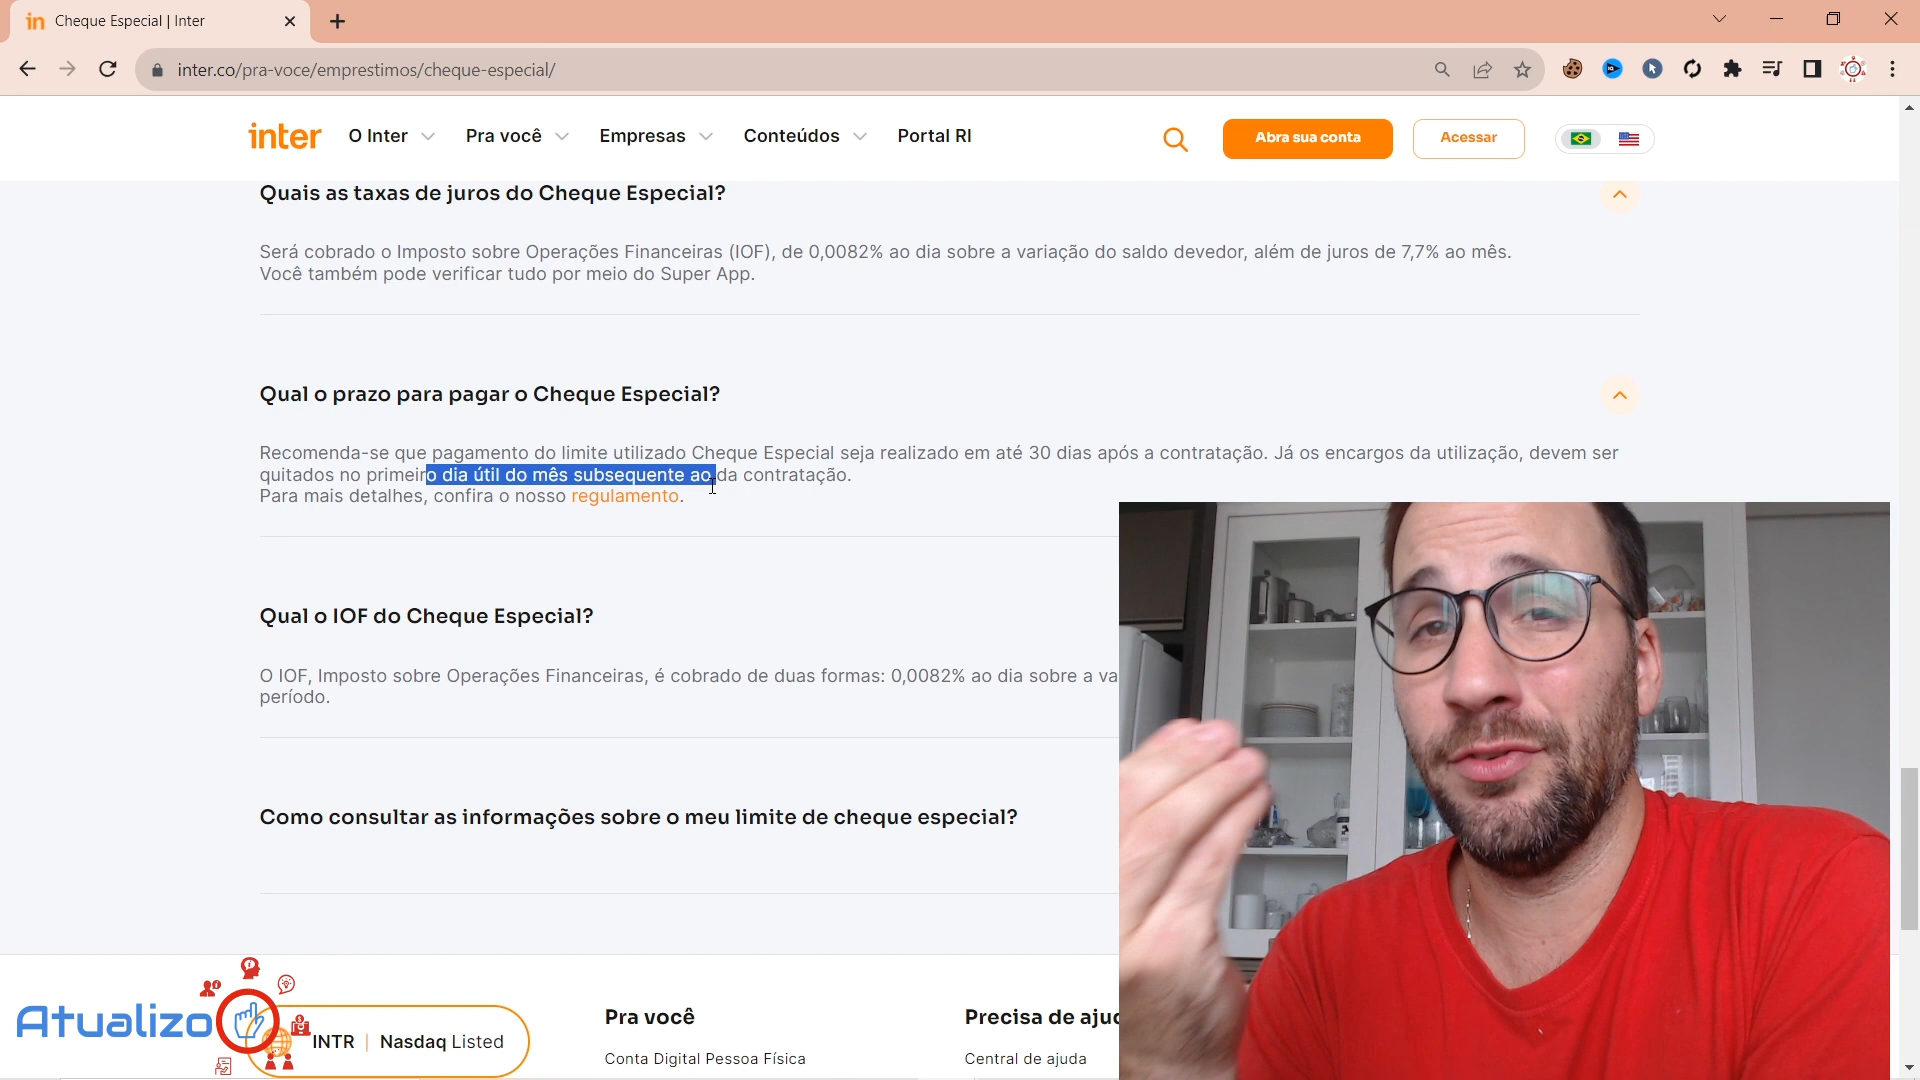 in Cheque Especial | Inter
inter.co/pra-voce/emprestimos/cheque-especial/
inter O Inter Pra você Empresas Conteúdos Portal RI Abra sua conta Acessar
Quais as taxas de juros do Cheque Especial?
Será cobrado o Imposto sobre Operações Financeiras (IOF), de 0,0082% ao dia sobre a variação do saldo devedor, além de juros de 7,7% ao mês.
Você também pode verificar tudo por meio do Super App.
Qual o prazo para pagar o Cheque Especial?
Recomenda-se que pagamento do limite utilizado Cheque Especial seja realizado em até 30 dias após a contratação. Já os encargos da utilização, devem ser
quitados no primeiro dia útil do mês subsequente ao da contratação.
Para mais detalhes, confira o nosso regulamento.
Qual o IOF do Cheque Especial?
O IOF, Imposto sobre Operações Financeiras, é cobrado de duas formas: 0,0082% ao dia sobre a va
período.
Como consultar as informações sobre o meu limite de cheque especial?
Atualizo
INTR | Nasdaq Listed
Pra você
Conta Digital Pessoa Física
Precisa de aju
Central de ajuda